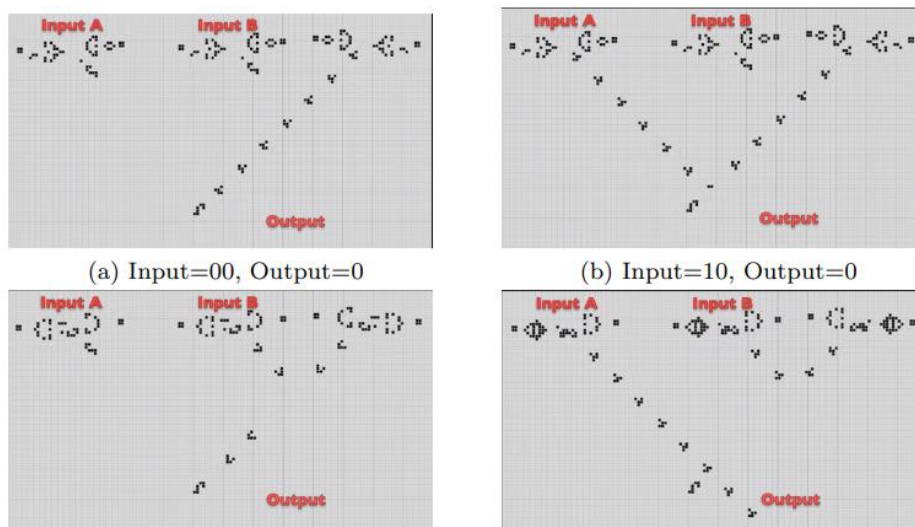 Input A Input B
Input A Input B
Output
Output
(a) Input=00, Output=0
(b) Input=10, Output=0
Input A Input B
Input A Input B
Output
Output